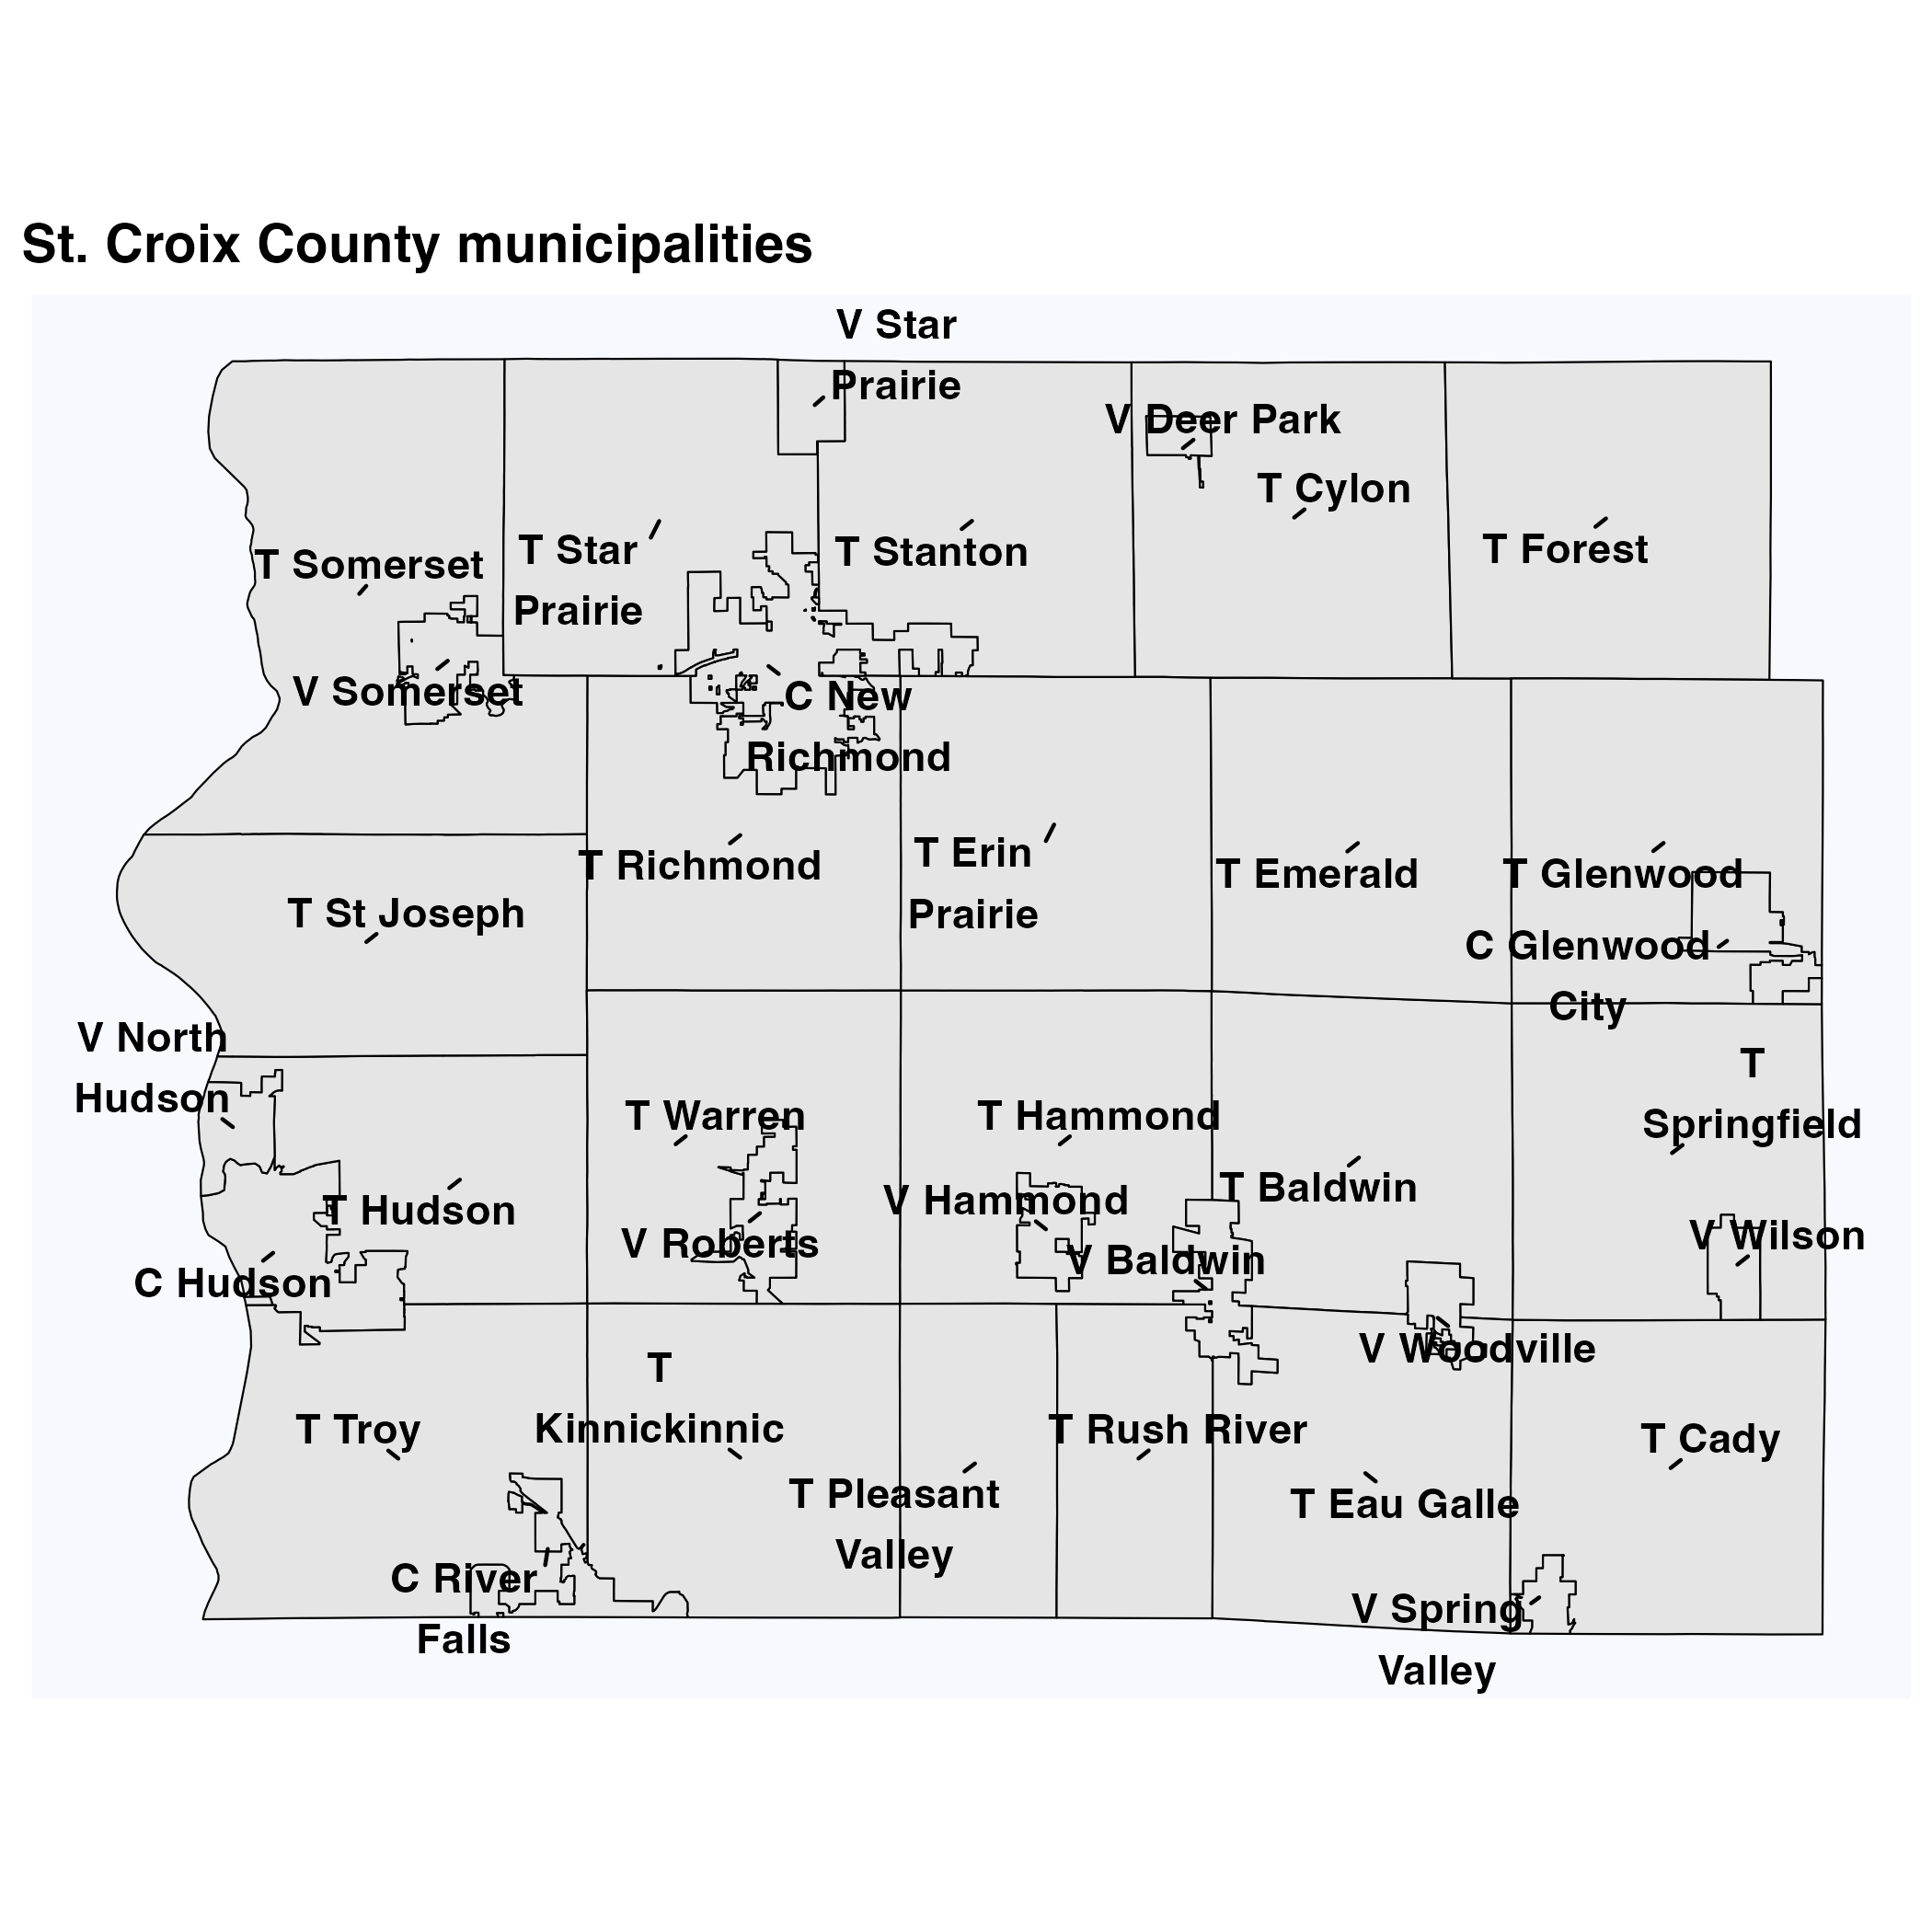 St. Croix County municipalities
V Star
Prairie
V Deer Park
T Cylon
T Somerset
T Star
Prairie
T Stanton
T Forest
V Somerset
C New
Richmond
T Richmond
T Erin
Prairie
T Emerald
T Glenwood
T St Joseph
C Glenwood
City
V North
Hudson
T
Springfield
T Warren
T Hammond
T Hudson
V Roberts
V Hammond
T Baldwin
V Wilson
C Hudson
V Baldwin
V Woodville
T Troy
T
Kinnickinnic
T Rush River
T Cady
T Pleasant
Valley
T Eau Galle
C River
Falls
V Spring
Valley